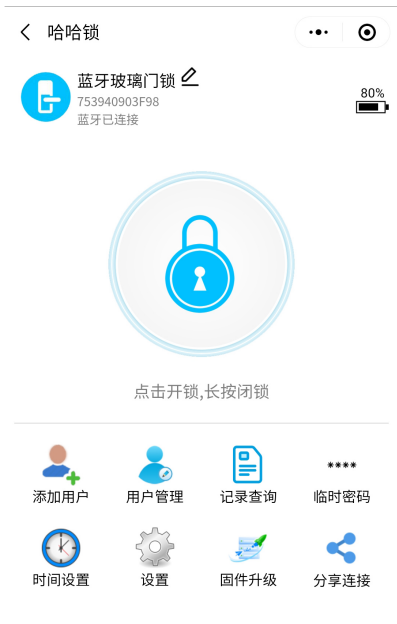 哈哈锁
蓝牙玻璃门锁
753940903F98
蓝牙已连接
80%
点击开锁,长按闭锁
添加用户 用户管理 记录查询 临时密码
时间设置 设置 固件升级 分享连接